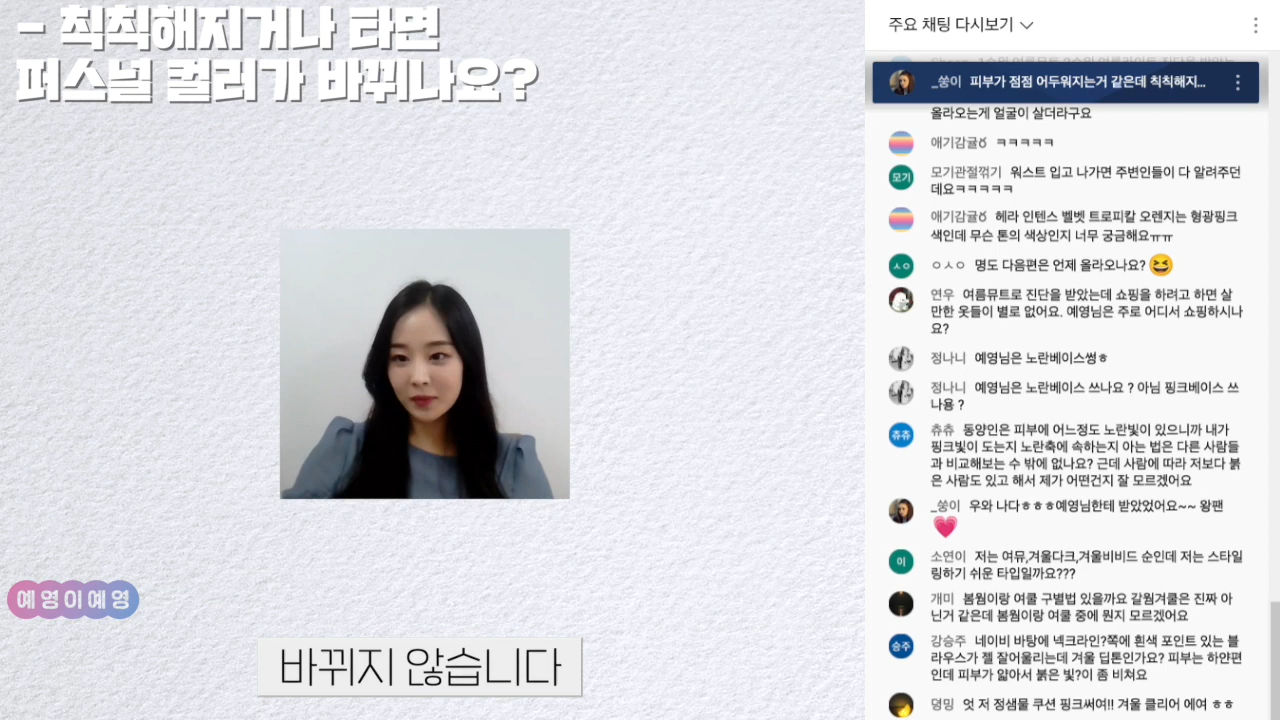 - 칙칙해지거나 타면
퍼스널 컬러가 바뀌나요?
예영이예영
바뀌지 않습니다
주요 채팅 다시보기
_쑹이 피부가 점점 어두워지는거 같은데 칙칙해지...
올라오는게 얼굴이 살더라구요
애기감귤 ㅋㅋㅋㅋㅋ
모기
모기관절꺾기 워스트 입고 나가면 주변인들이 다 알려주던
데요ㅋㅋㅋㅋㅋ
애기감귤 헤라 인텐스 벨벳 트로피칼 오렌지는 형광핑크
색인데 무슨 톤의 색상인지 너무 궁금해요ㅠㅠ
ㅅㅇ
ㅇㅅㅇ 명도 다음편은 언제 올라오나요?
연우 여름뮤트로 진단을 받았는데 쇼핑을 하려고 하면 살
만한 옷들이 별로 없어요. 예영님은 주로 어디서 쇼핑하시나
요?
정나니 예영님은 노란베이스썽ㅎ
정나니 예영님은 노란베이스 쓰나요 ? 아님 핑크베이스 쓰
나용 ?
츄츄
츄츄 동양인은 피부에 어느정도 노란빛이 있으니까 내가
핑크빛이 도는지 노란축에 속하는지 아는 법은 다른 사람들
과 비교해보는 수 밖에 없나요? 근데 사람에 따라 저보다 붉
은 사람도 있고 해서 제가 어떤건지 잘 모르겠어요
_쑹이 우와 나다ㅎㅎㅎ예영님한테 받았었어요~~ 왕팬
이
소연이 저는 여뮤,겨울다크,겨울비비드 순인데 저는 스타일
링하기 쉬운 타입일까요???
개미 봄웜이랑 여쿨 구별법 있을까요 갈웜겨쿨은 진짜 아
닌거 같은데 봄웜이랑 여쿨 중에 뭔지 모르겠어요
승주
강승주 네이비 바탕에 넥크라인?쪽에 흰색 포인트 있는 블
라우스가 젤 잘어울리는데 겨울 딥톤인가요? 피부는 하얀편
인데 피부가 얇아서 붉은 빛?이 좀 비쳐요
뎡밍 엇 저 정샘물 쿠션 핑크써여!! 겨울 클리어 에여 ㅎㅎ